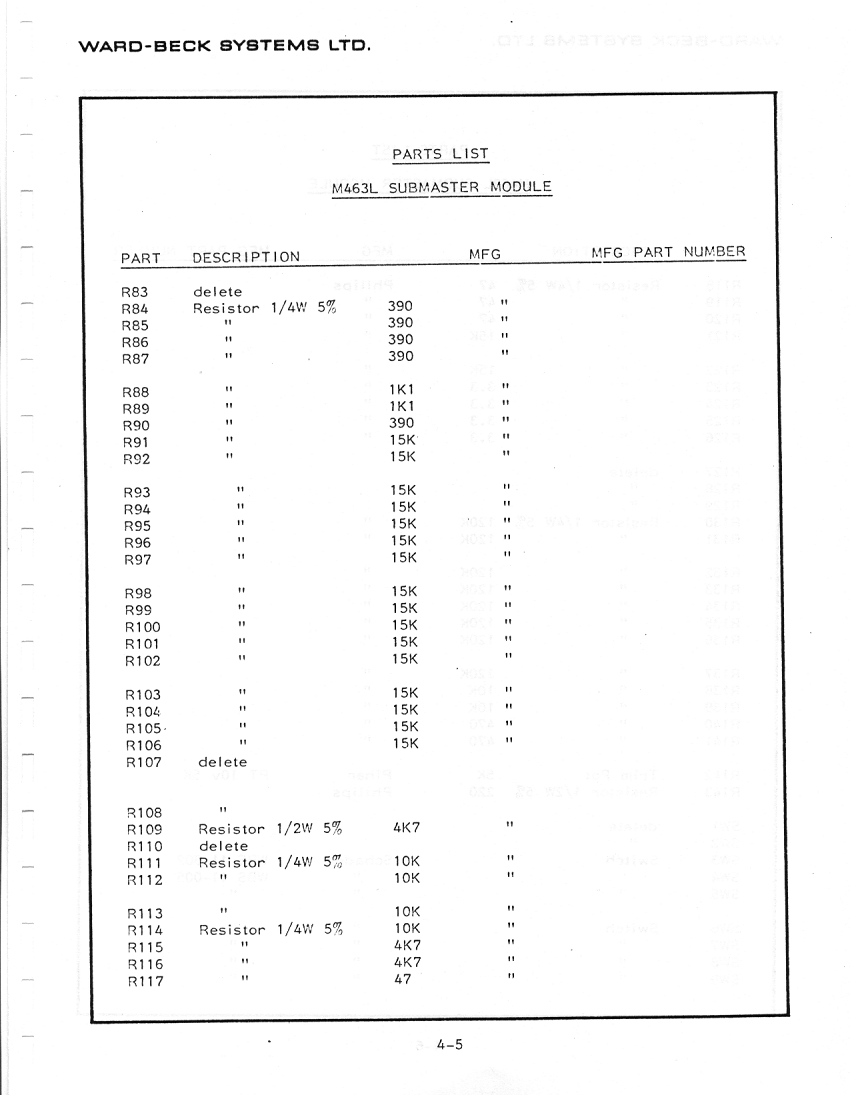 WARD-BECK SYSTEMS LTD.
PARTS LIST
M463L SUBMASTER MODULE
PART DESCRIPTION MFG MFG PART NUMBER
R83 delete
R84 Resistor 1/4W 5% 390 "
R85 " 390 "
R86 " 390 "
R87 " 390 "
R88 " 1K1 "
R89 " 1K1 "
R90 " 390 "
R91 " 15K "
R92 " 15K "
R93 " 15K "
R94 " 15K "
R95 " 15K "
R96 " 15K "
R97 " 15K "
R98 " 15K "
R99 " 15K "
R100 " 15K "
R101 " 15K "
R102 " 15K "
R103 " 15K "
R104 " 15K "
R105 " 15K "
R106 " 15K "
R107 delete
R108 "
R109 Resistor 1/2W 5% 4K7 "
R110 delete
R111 Resistor 1/4W 5% 10K "
R112 " 10K "
R113 " 10K "
R114 Resistor 1/4W 5% 10K "
R115 " 4K7 "
R116 " 4K7 "
R117 " 47 "
4-5